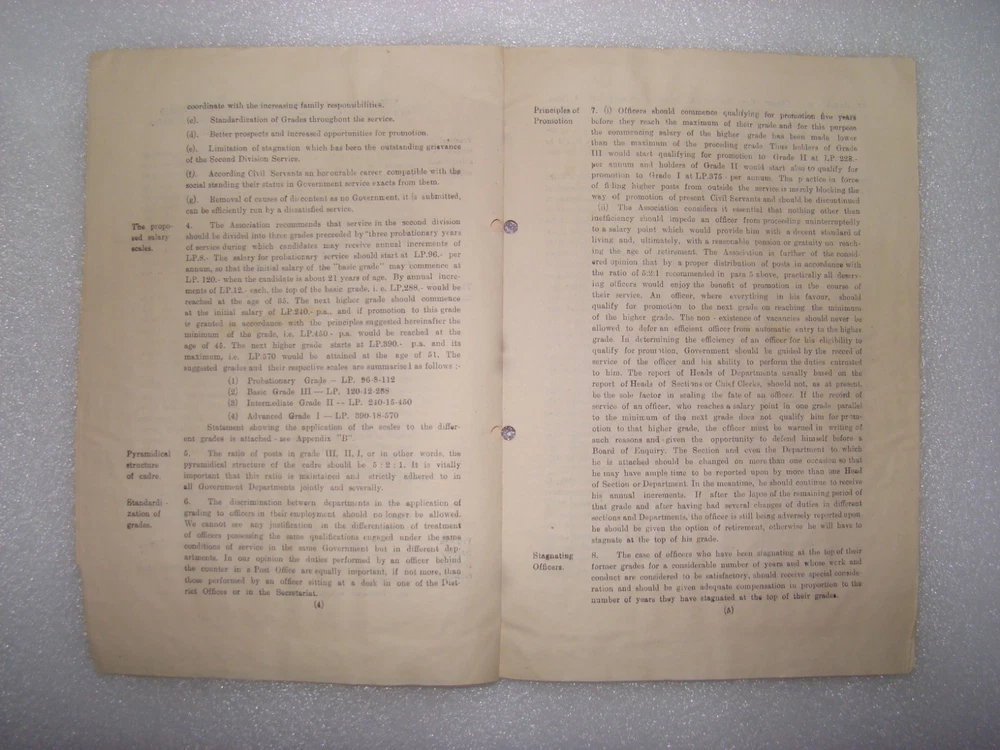 coordinate with the increasing family responsibilities.
(c). Standardization of Grades throughout the service.
(d). Better prospects and increased opportunities for promotion.
(e). Limitation of stagnation which has been the outstanding grievance
of the Second Division Service.
(f). According Civil Servants an honourable career compatible with the
social standing their status in Government service exacts from them.
(g). Removal of causes of discontent as no Government, it is submitted,
can be efficiently run by a dissatisfied service.
The propo-
sed salary
scales.
4. The Association recommends that service in the second division
should be divided into three grades preceeded by "three probationary years
of service during which candidates may receive annual increments of
LP.8.- The salary for probationary service should start at LP.96.- per
annum, so that the initial salary of the "basic grade" may commence at
LP. 120.- when the candidate is about 21 years of age. By annual incre-
ments of LP.12.- each, the top of the basic grade, i. e. LP.288.- would be
reached at the age of 35. The next higher grade should commence
at the initial salary of LP.240.- p.a., and if promotion to this grade
is granted in accordance with the principles suggested hereinafter the
minimum of the grade, i.e. LP.450.- p.a. would be reached at the
age of 45. The next higher grade starts at LP.390.- p.a. and its
maximum, i.e. LP.570 would be attained at the age of 51. The
suggested grades and their respective scales are summarised as follows :-
(1) Probationary Grade – LP. 96-8-112
(2) Basic Grade III — LP. 120-12-288
(3) Intermediate Grade II -- LP. 240-15-450
(4) Advanced Grade I — LP. 390-18-570
Statement showing the application of the scales to the differ-
ent grades is attached - see Appendix "B".
Pyramidical
structure
of cadre.
5. The ratio of posts in grade III, II, I, or in other words, the
pyramidical structure of the cadre should be 5 : 2 : 1. It is vitally
important that this ratio is maintained and strictly adhered to in
all Government Departments jointly and severally.
Standardi -
zation of
grades.
6. The discrimination between departments in the application of
grading to officers in their employment should no longer be allowed.
We cannot see any justification in the differentiation of treatment
of officers possessing the same qualifications engaged under the same
conditions of service in the same Government but in different dep-
artments. In our opinion the duties performed by an officer behind
the counter in a Post Office are equally important, if not more, than
those performed by an officer sitting at a desk in one of the Dist-
rict Offices or in the Secretariat.
(4)
Principles of
Promotion
7. (i) Officers should commence qualifying for promotion five years
before they reach the maximum of their grade and for this purpose
the commencing salary of the higher grade has been made lower
than the maximum of the preceding grade Thus holders of Grade
III would start qualifying for promotion to Grade II at LP.228.-
per annum and holders of Grade II would start also to qualify for
promotion to Grade I at LP.375 - per annum. The practice in force
of filling higher posts from outside the service is merely blocking the
way of promotion of present Civil Servants and should be discontinued
(ii) The Association considers it essential that nothing other than
inefficiency should impede an officer from proceeding uninterruptedly
to a salary point which would provide him with a decent standard of
living and, ultimately, with a reasonable pension or gratuity on reach-
ing the age of retirement. The Association is further of the consid-
ered opinion that by a proper distribution of posts in accordance with
the ratio of 5:2:1 recommended in para 5 above, practically all deserv-
ing officers would enjoy the benefit of promotion in the course of
their service. An officer, where everything in his favour, should
qualify for promotion to the next grade on reaching the minimum
of the higher grade. The non - existence of vacancies should never be
allowed to defer an efficient officer from automatic entry to the higher
grade. In determining the efficiency of an officer for his eligibility to
qualify for promotion, Government should be guided by the record of
service of the officer and his ability to perform the duties entrusted
to him. The report of Heads of Departments usually based on the
report of Heads of Sections or Chief Clerks, should not, as at present,
be the sole factor in sealing the fate of an officer. If the record of
service of an officer, who reaches a salary point in one grade parallel
to the minimum of the next grade does not qualify him for prom-
otion to that higher grade, the officer must be warned in writing of
such reasons and given the opportunity to defend himself before a
Board of Enquiry. The Section and even the Department to which
he is attached should be changed on more than one occasion so that
he may have ample time to be reported upon by more than one Head
of Section or Department. In the meantime, he should continue to receive
his annual increments. If after the lapse of the remaining period of
that grade and after having had several changes of duties in different
sections and Departments, the officer is still being adversely reported upon
he should be given the option of retirement, otherwise he will have to
stagnate at the top of his grade.
Stagnating
Officers.
8. The case of officers who have been stagnating at the top of their
former grades for a considerable number of years and whose work and
conduct are considered to be satisfactory, should receive special conside-
ration and should be given adequate compensation in proportion to the
number of years they have stagnated at the top of their grades.
(5)